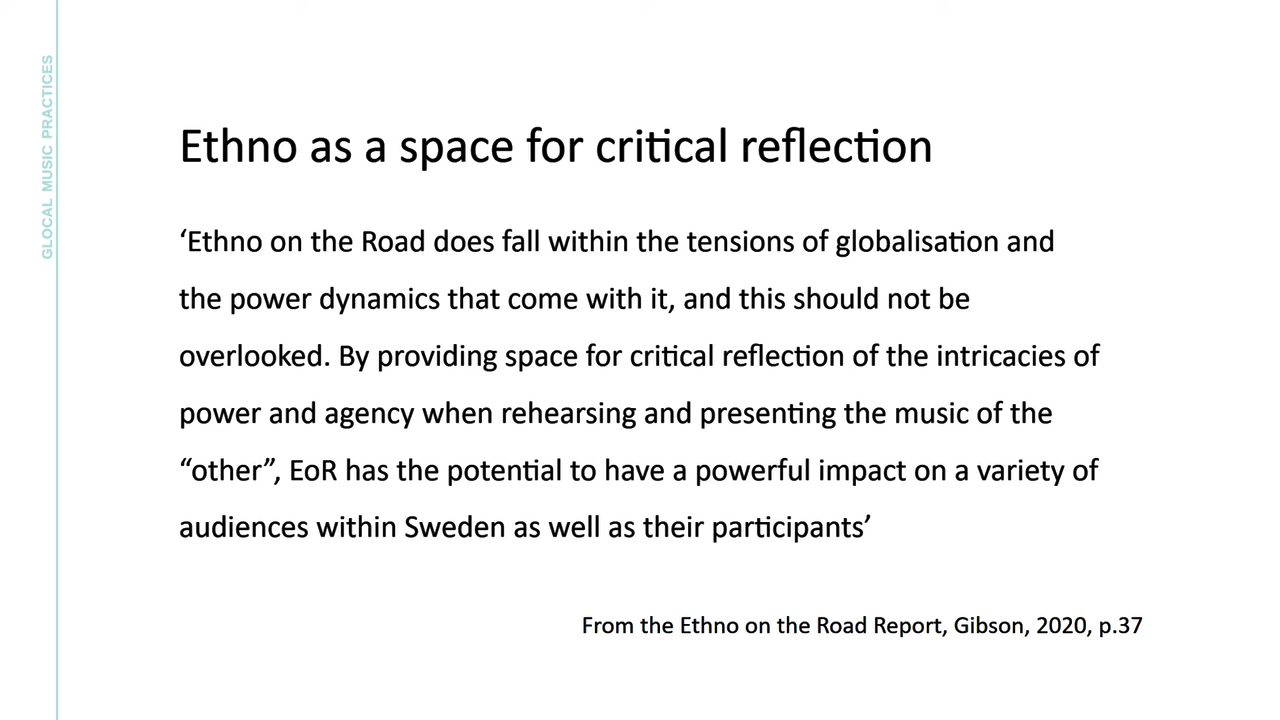 GLOCAL MUSIC PRACTICES
Ethno as a space for critical reflection
‘Ethno on the Road does fall within the tensions of globalisation and
the power dynamics that come with it, and this should not be
overlooked. By providing space for critical reflection of the intricacies of
power and agency when rehearsing and presenting the music of the
“other”, EoR has the potential to have a powerful impact on a variety of
audiences within Sweden as well as their participants’
From the Ethno on the Road Report, Gibson, 2020, p.37